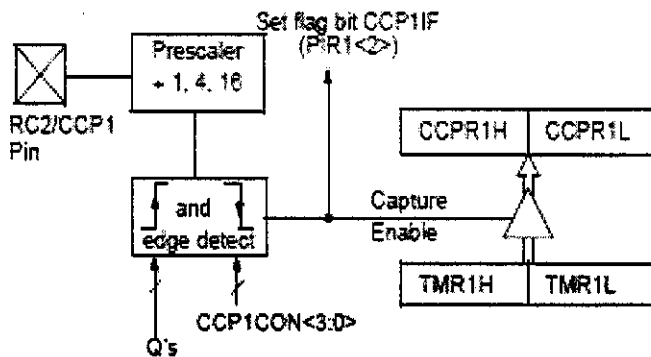 Set flag bit CCP1IF
(PIR1<2>)
Prescaler
÷ 1, 4, 16
RC2/CCP1
Pin
CCPR1H CCPR1L
and
edge detect
Capture
Enable
TMR1H TMR1L
CCP1CON<3:0>
Q's